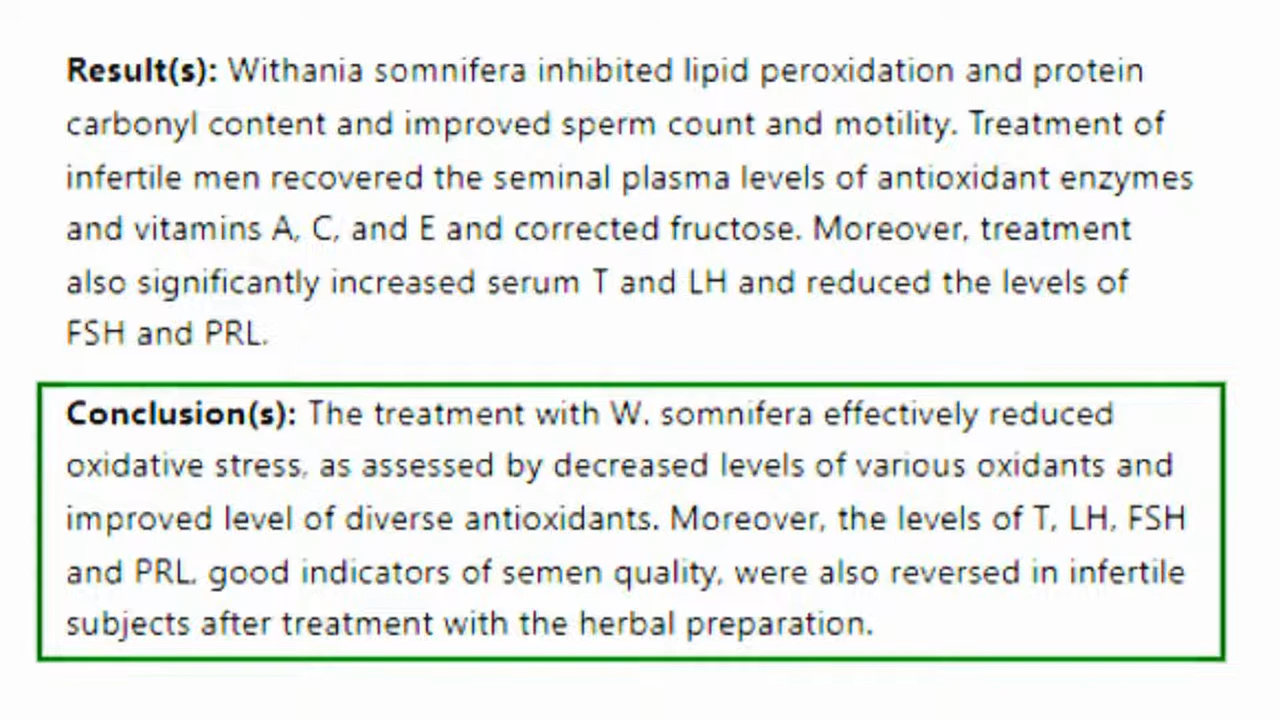 Result(s): Withania somnifera inhibited lipid peroxidation and protein
carbonyl content and improved sperm count and motility. Treatment of
infertile men recovered the seminal plasma levels of antioxidant enzymes
and vitamins A, C, and E and corrected fructose. Moreover, treatment
also significantly increased serum T and LH and reduced the levels of
FSH and PRL.
Conclusion(s): The treatment with W. somnifera effectively reduced
oxidative stress, as assessed by decreased levels of various oxidants and
improved level of diverse antioxidants. Moreover, the levels of T, LH, FSH
and PRL, good indicators of semen quality, were also reversed in infertile
subjects after treatment with the herbal preparation.